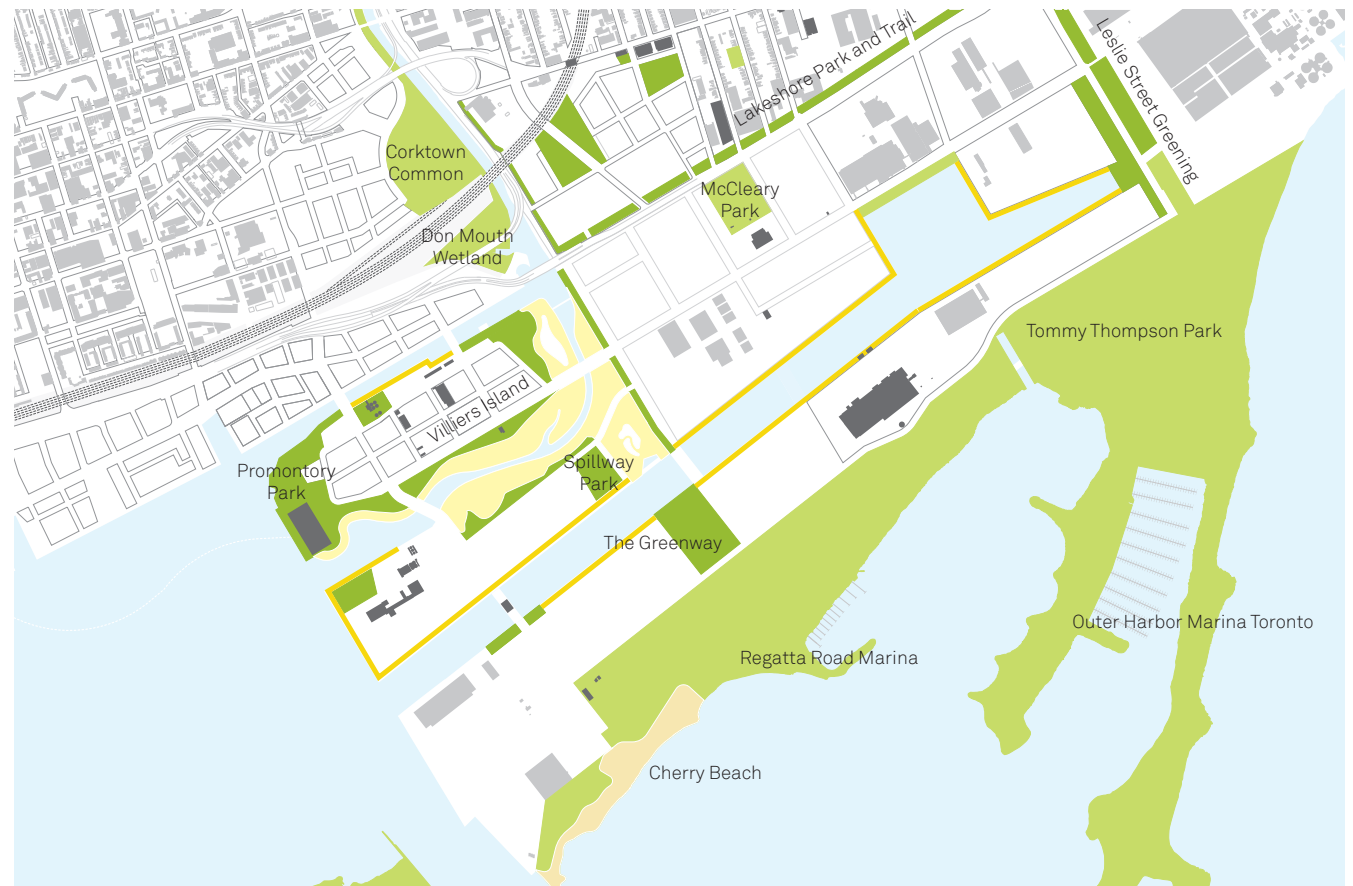 Lakeshore Park and Trail
Leslie Street Greening
Corktown
Common
McCleary
Park
Don Mouth
Wetland
Tommy Thompson Park
Villiers Island
Promontory
Park
Spillway
Park
The Greenway
Outer Harbor Marina Toronto
Regatta Road Marina
Cherry Beach